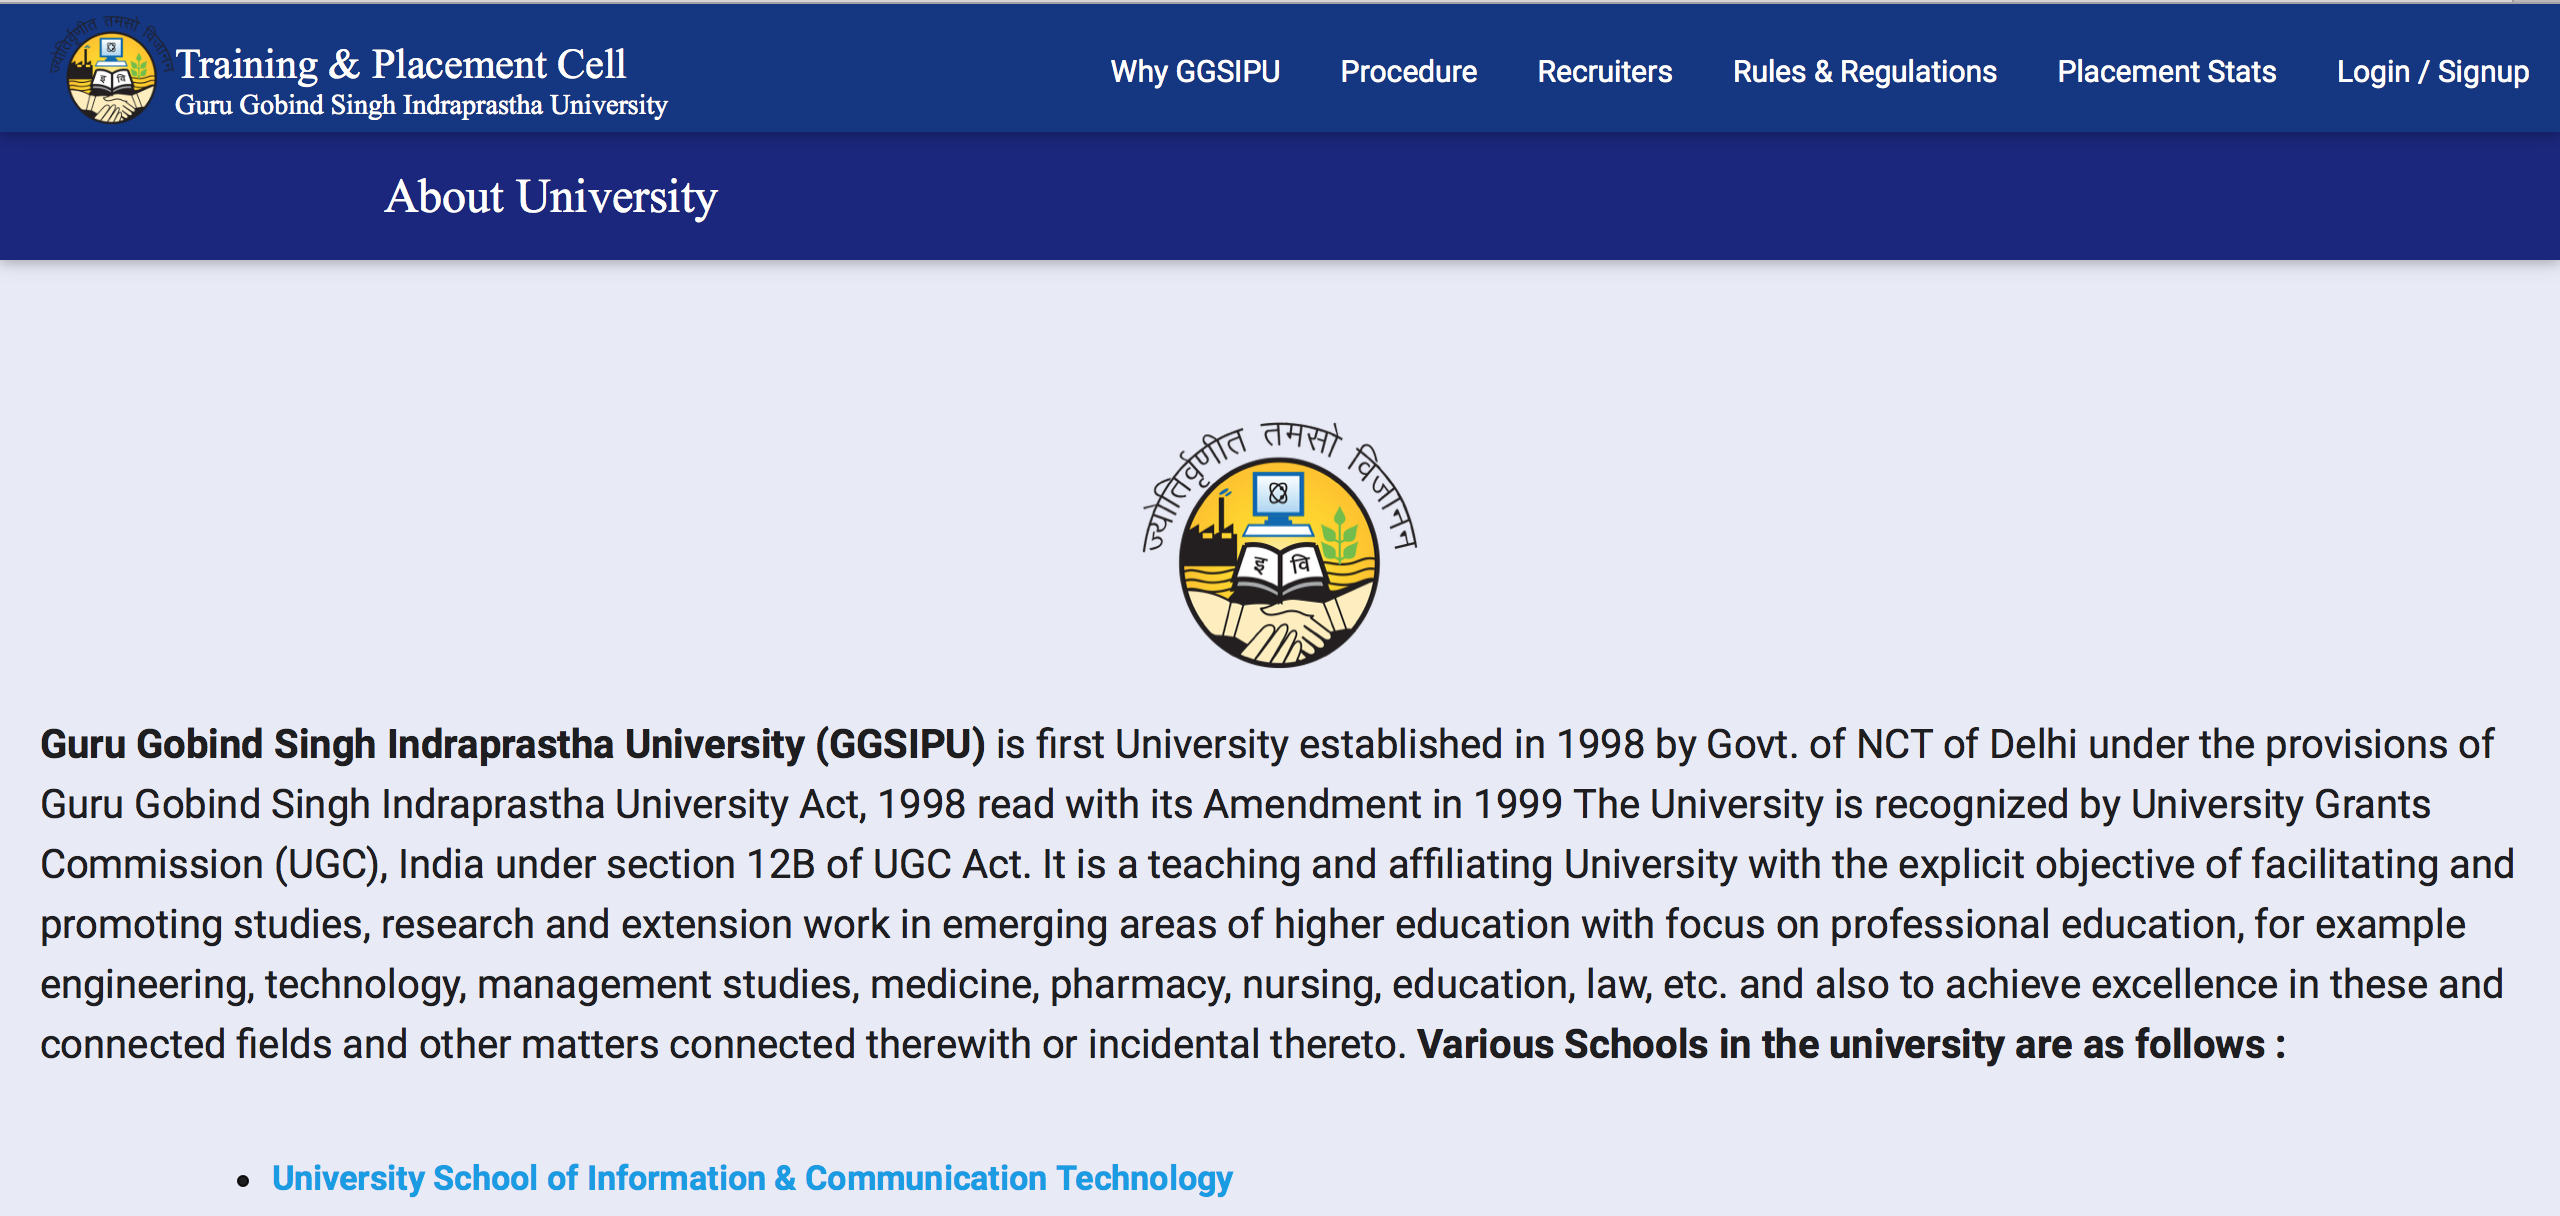 ज्योतिर्वृणीत तमसो विजानन
इ वि
Training & Placement Cell
Guru Gobind Singh Indraprastha University
Why GGSIPU Procedure Recruiters Rules & Regulations Placement Stats Login / Signup
About University
ज्योतिर्वृणीत तमसो विजानन
इ वि
Guru Gobind Singh Indraprastha University (GGSIPU) is first University established in 1998 by Govt. of NCT of Delhi under the provisions of
Guru Gobind Singh Indraprastha University Act, 1998 read with its Amendment in 1999 The University is recognized by University Grants
Commission (UGC), India under section 12B of UGC Act. It is a teaching and affiliating University with the explicit objective of facilitating and
promoting studies, research and extension work in emerging areas of higher education with focus on professional education, for example
engineering, technology, management studies, medicine, pharmacy, nursing, education, law, etc. and also to achieve excellence in these and
connected fields and other matters connected therewith or incidental thereto. Various Schools in the university are as follows :
• University School of Information & Communication Technology